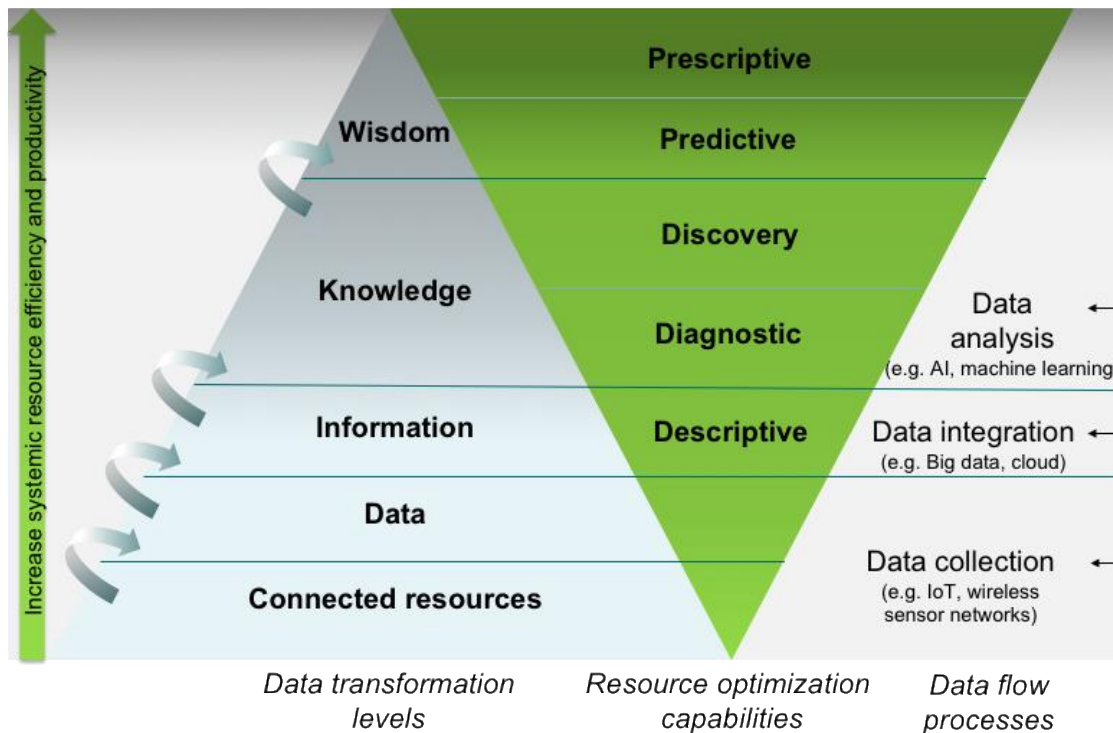 Increase systemic resource efficiency and productivity
Wisdom
Knowledge
Information
Data
Connected resources
Prescriptive
Predictive
Discovery
Diagnostic
Descriptive
Data
analysis
(e.g. AI, machine learning
Data integration
(e.g. Big data, cloud)
Data collection
(e.g. IoT, wireless
sensor networks)
Data transformation
levels
Resource optimization
capabilities
Data flow
processes